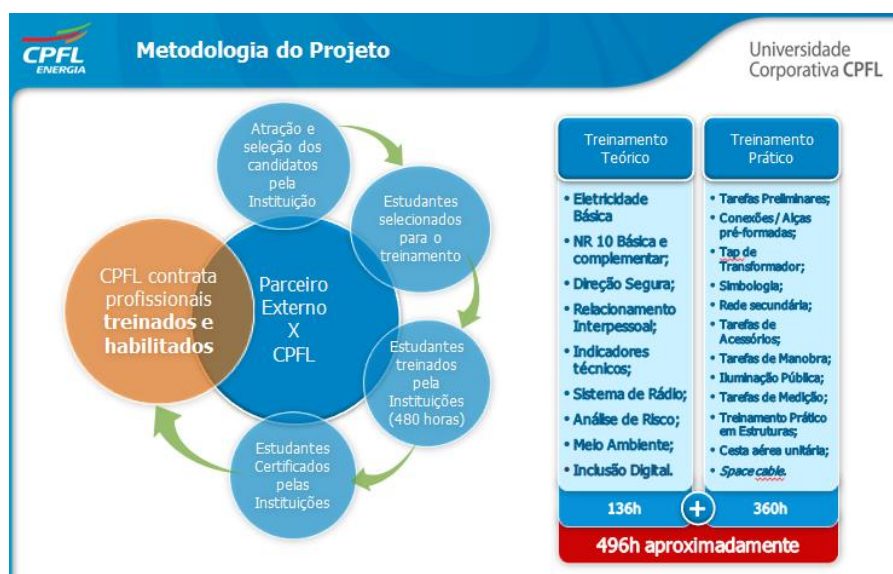 CPFL
ENERGIA
Metodologia do Projeto
Universidade
Corporativa CPFL
Atração e
seleção dos
candidatos
pela
Instituição
Estudantes
selecionados
para o
treinamento
Estudantes
treinados
pela
Instituições
(480 horas)
Estudantes
Certificados
pelas
Instituições
CPFL contrata
profissionais
treinados e
habilitados
Parceiro
Externo
X
CPFL
Treinamento
Teórico
• Eletricidade
Básica
• NR 10 Básica e
complementar;
• Direção Segura;
• Relacionamento
Interpessoal;
• Indicadores
técnicos;
• Sistema de Rádio;
• Análise de Risco;
• Meio Ambiente;
• Inclusão Digital.
136h
Treinamento
Prático
• Tarefas Preliminares;
• Conexões / Alças
pré-formadas;
• Tap de
Transformador;
• Simbologia;
• Rede secundária;
• Tarefas de
Acessórios;
• Tarefas de Manobra;
• Iluminação Pública;
• Tarefas de Medição;
• Treinamento Prático
em Estruturas;
• Cesta aérea unitária;
• Space cable.
+
360h
496h aproximadamente